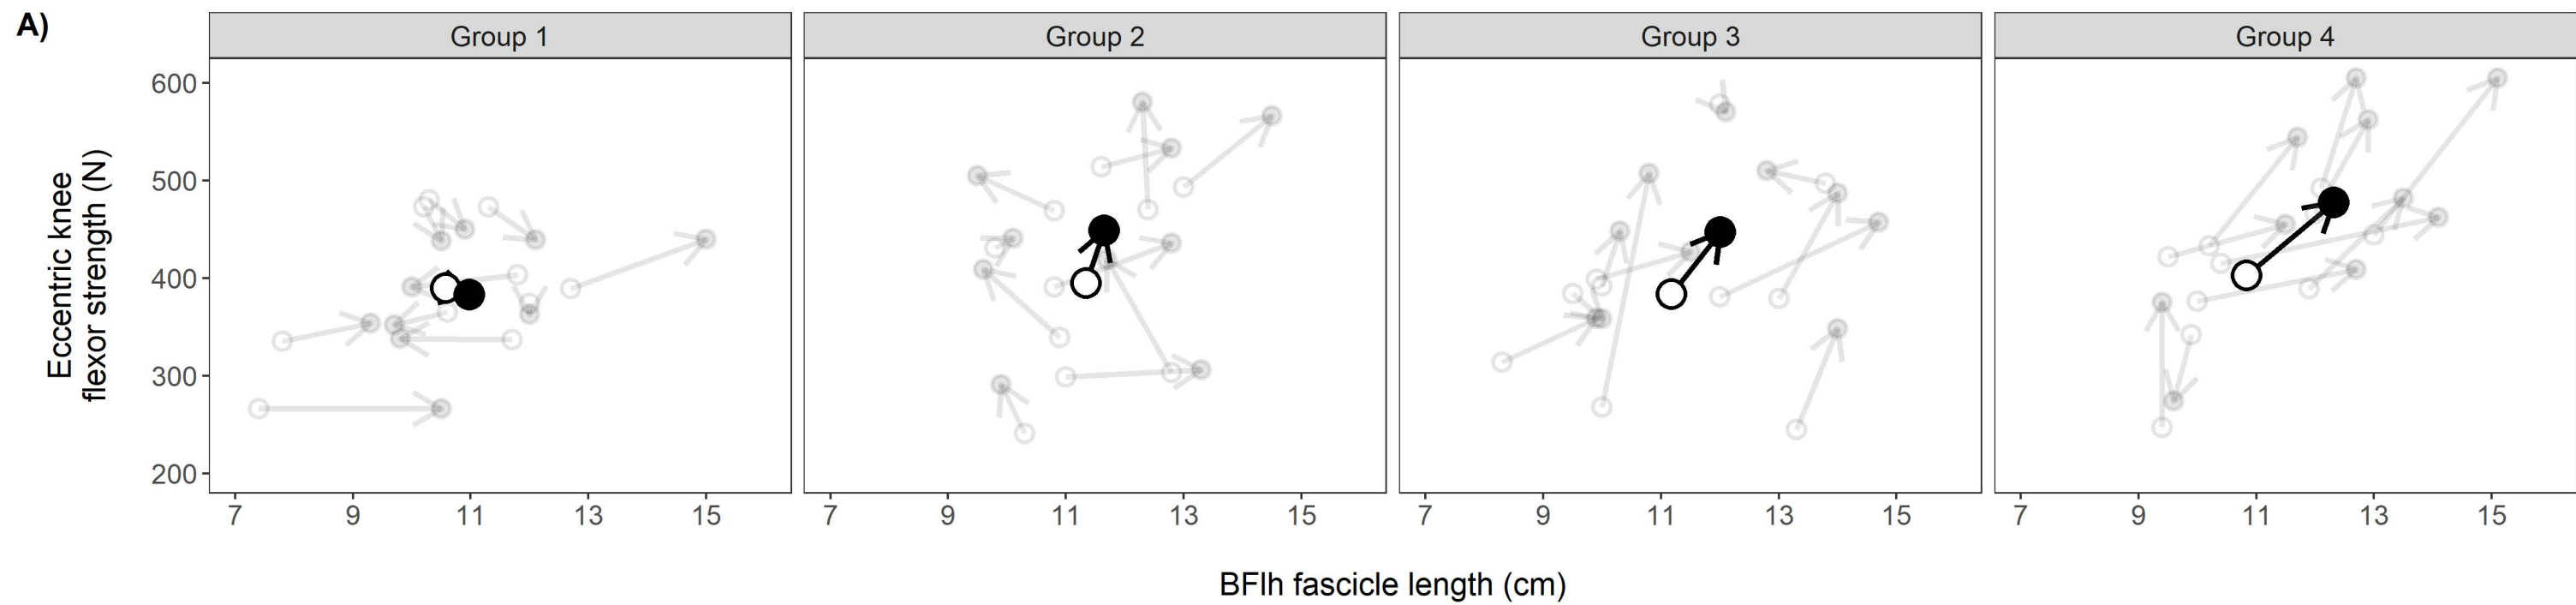 A)
Group 1
Group 2
Group 3
Group 4
Eccentric knee
flexor strength (N)
600
500
400
300
200
7 9 11 13 15
7 9 11 13 15
7 9 11 13 15
7 9 11 13 15
BFlh fascicle length (cm)